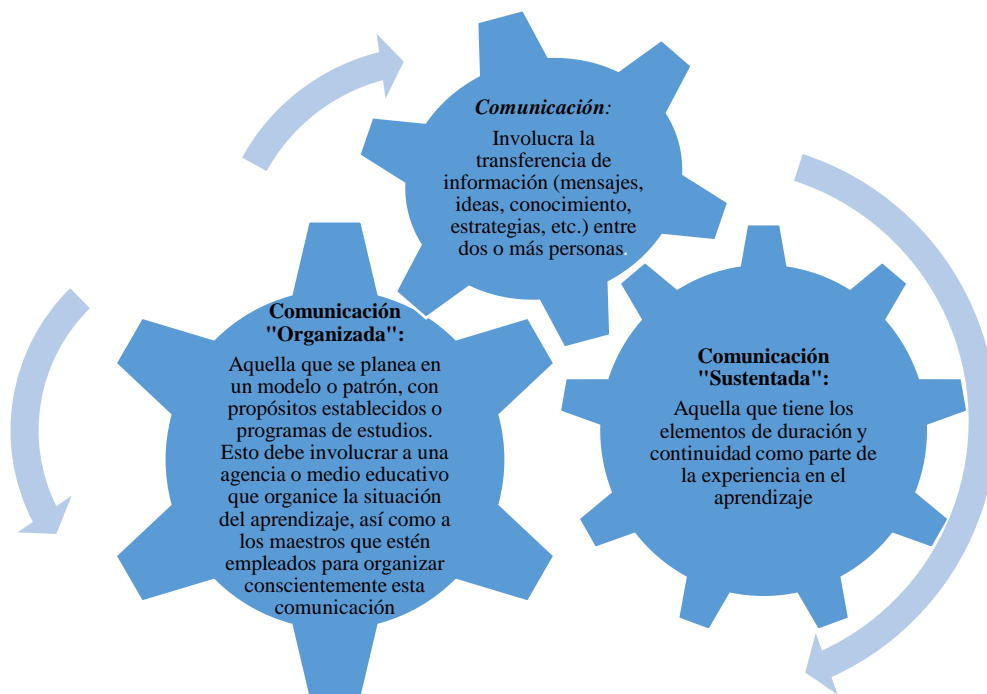 Comunicación:
Involucra la
transferencia de
información (mensajes,
ideas, conocimiento,
estrategias, etc.) entre
dos o más personas.
Comunicación
"Organizada":
Aquella que se planea en
un modelo o patrón, con
propósitos establecidos o
programas de estudios.
Esto debe involucrar a una
agencia o medio educativo
que organice la situación
del aprendizaje, así como a
los maestros que estén
empleados para organizar
conscientemente esta
comunicación
Comunicación
"Sustentada":
Aquella que tiene los
elementos de duración y
continuidad como parte de
la experiencia en el
aprendizaje